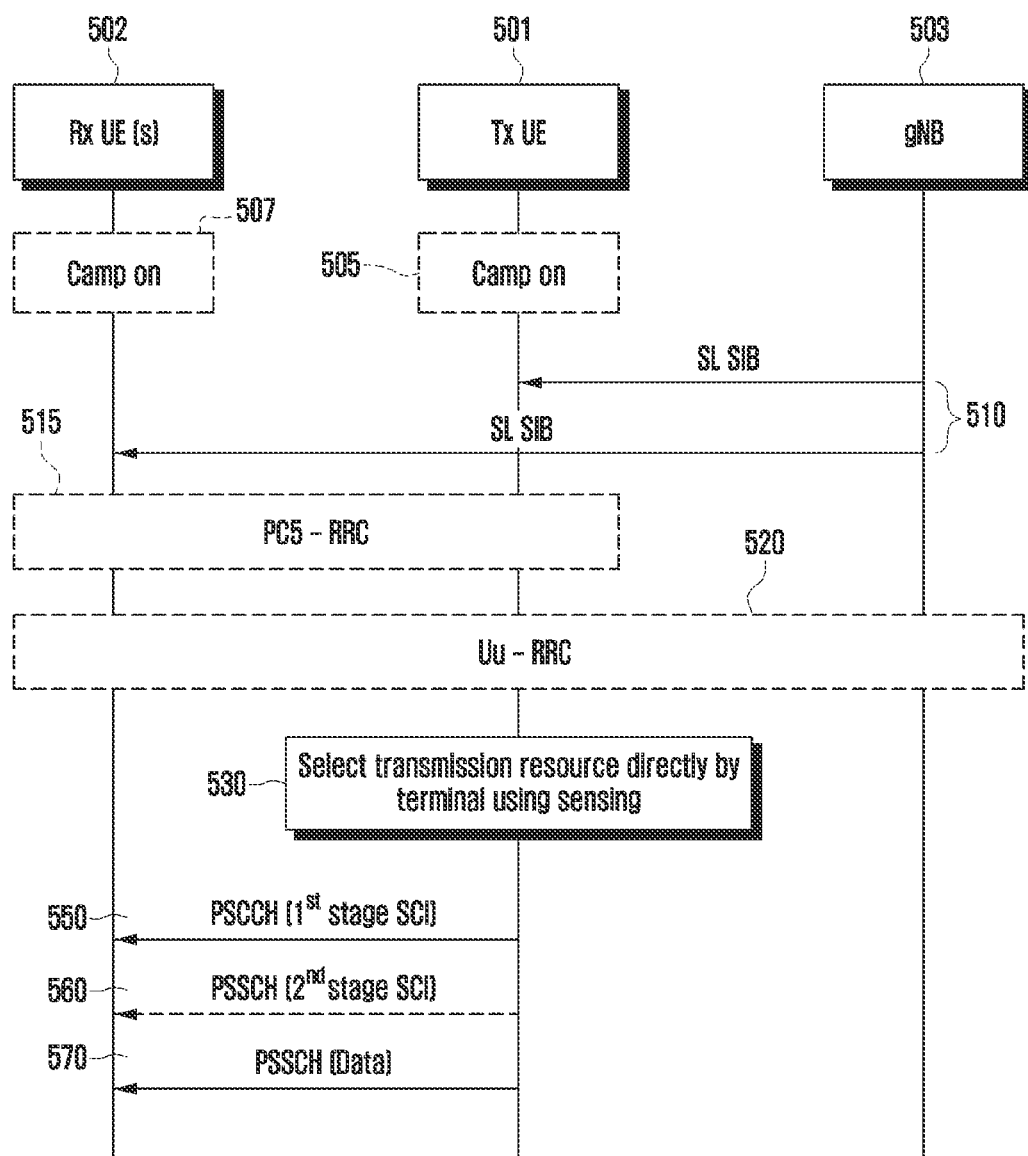 502
501
503
Rx UE (s)
Tx UE
gNB
507
Camp on
505
Camp on
SL SIB
510
515
SL SIB
PC5 – RRC
520
Uu – RRC
530
Select transmission resource directly by
terminal using sensing
550
PSCCH (1st stage SCI)
560
PSSCH (2nd stage SCI)
570
PSSCH (Data)